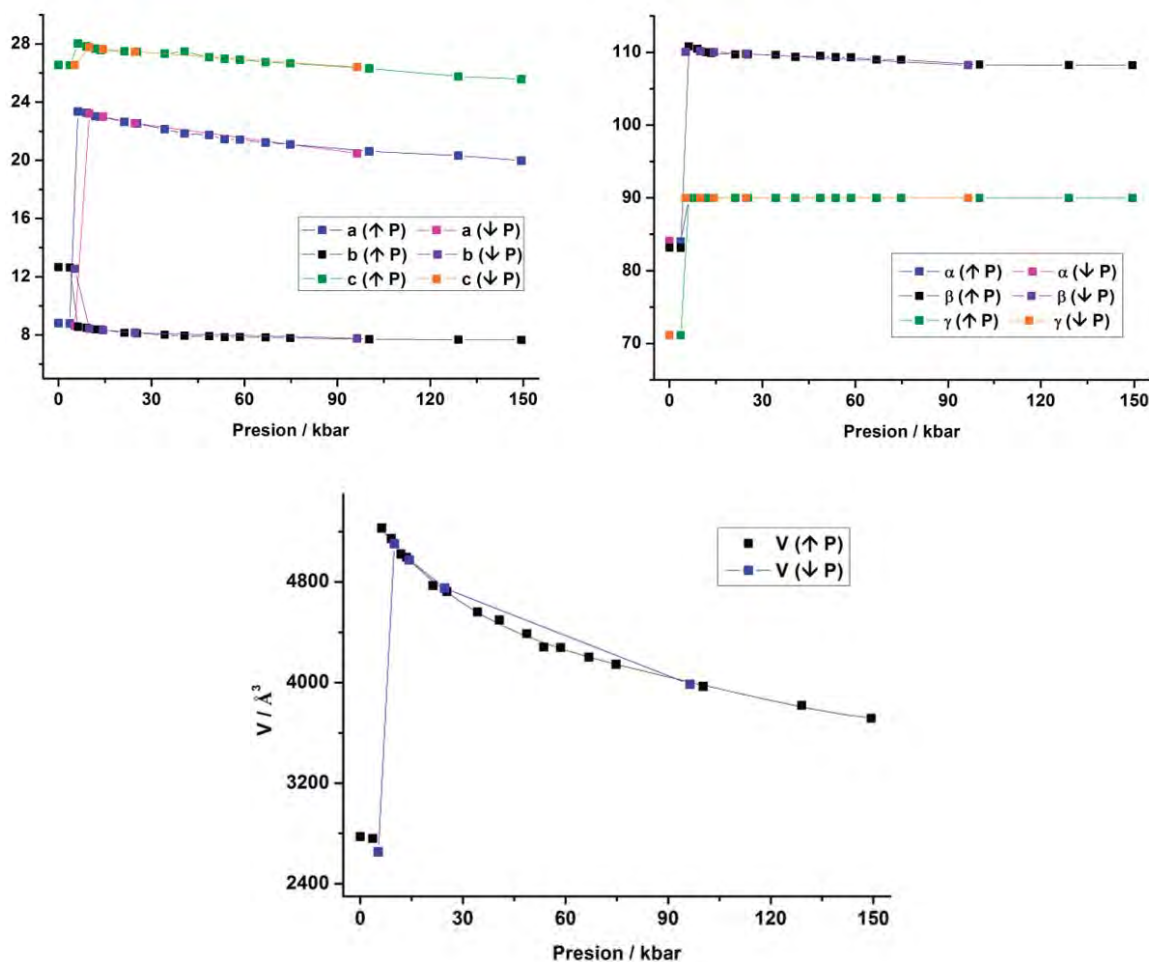 28
24
20
16
12
8
a (↑ P) a (↓ P)
b (↑ P) b (↓ P)
c (↑ P) c (↓ P)
0 30 60 90 120 150
Presion / kbar
110
100
90
80
70
α (↑ P) α (↓ P)
β (↑ P) β (↓ P)
γ (↑ P) γ (↓ P)
0 30 60 90 120 150
Presion / kbar
V / Å³
4800
4000
3200
2400
V (↑ P)
V (↓ P)
0 30 60 90 120 150
Presion / kbar